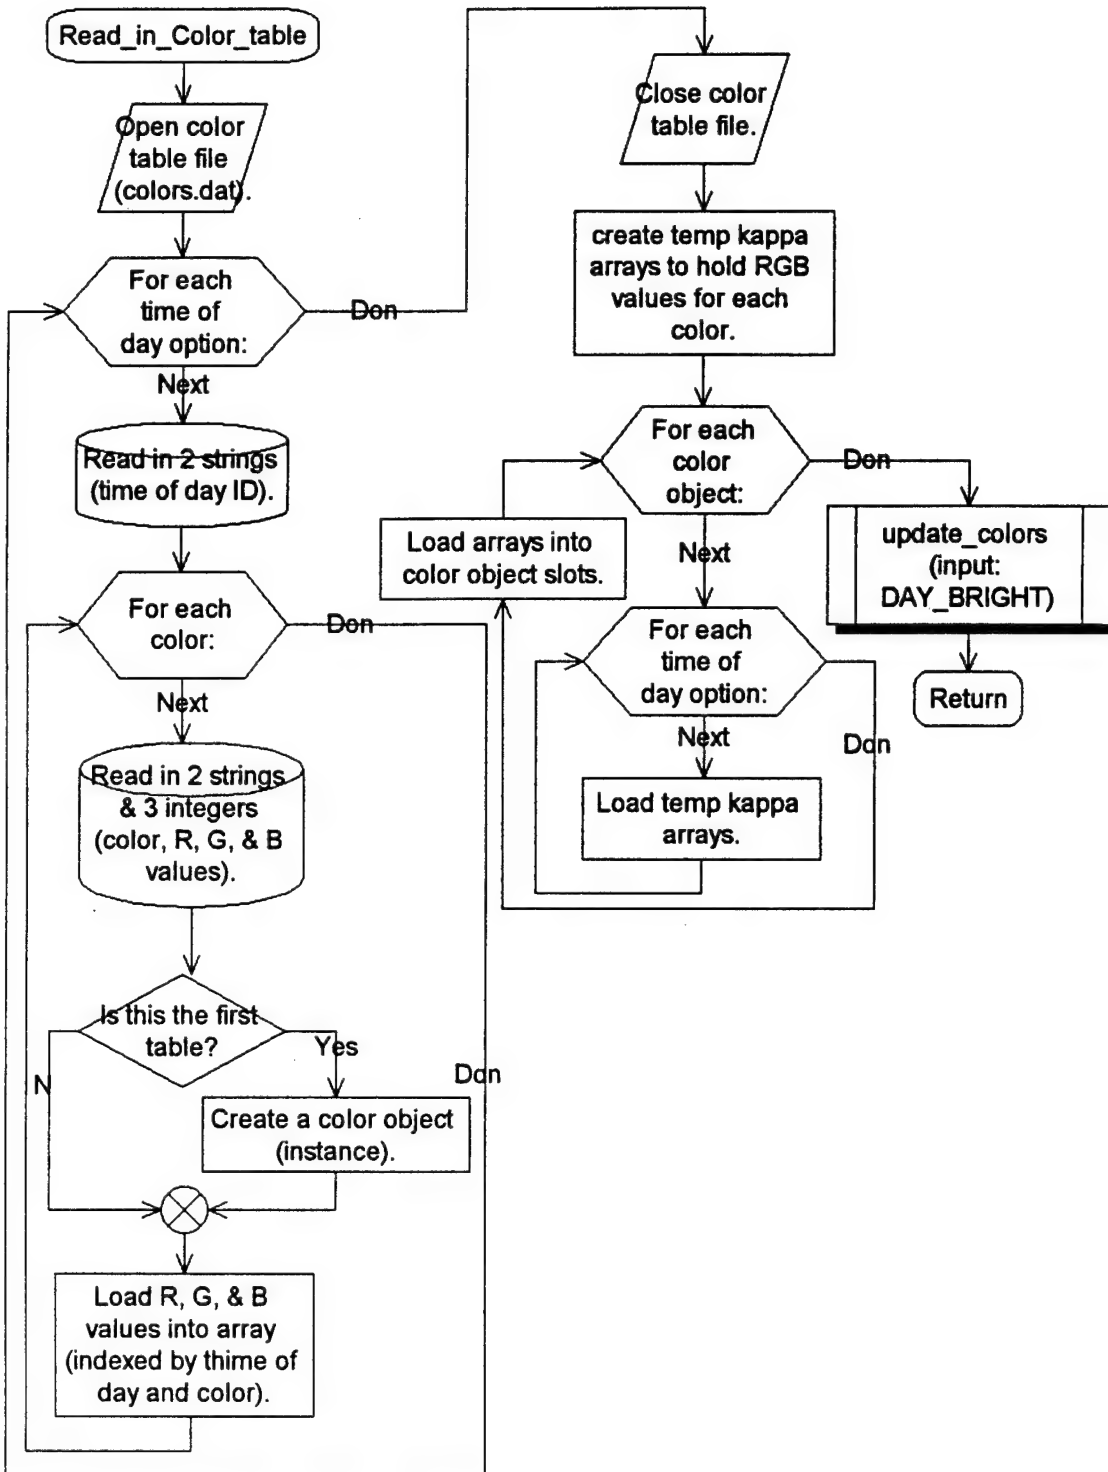 Read_in_Color_table
Open color
table file
(colors.dat).
For each
time of
day option:
Don
Next
Read in 2 strings
(time of day ID).
For each
color:
Don
Next
Read in 2 strings
& 3 integers
(color, R, G, & B
values).
Is this the first
table?
Yes
N
Don
Create a color object
(instance).
Load R, G, & B
values into array
(indexed by thime of
day and color).
Close color
table file.
create temp kappa
arrays to hold RGB
values for each
color.
For each
color
object:
Don
Next
Load arrays into
color object slots.
update_colors
(input:
DAY_BRIGHT)
Return
For each
time of
day option:
Next
Don
Load temp kappa
arrays.